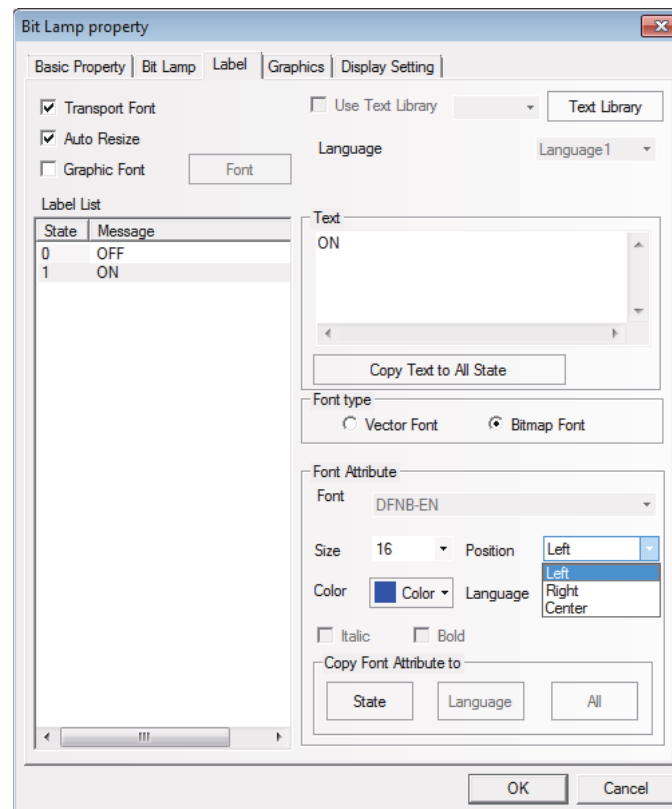 Bit Lamp property
Basic Property Bit Lamp Label Graphics Display Setting
Transport Font
Auto Resize
Graphic Font Font
Use Text Library Text Library
Language Language1
Label List
State Message
0 OFF
1 ON
Text
ON
Copy Text to All State
Font type
Vector Font Bitmap Font
Font Attribute
Font DFNB-EN
Size 16 Position Left
Left
Right
Center
Color Color Language
Italic Bold
Copy Font Attribute to
State Language All
OK Cancel